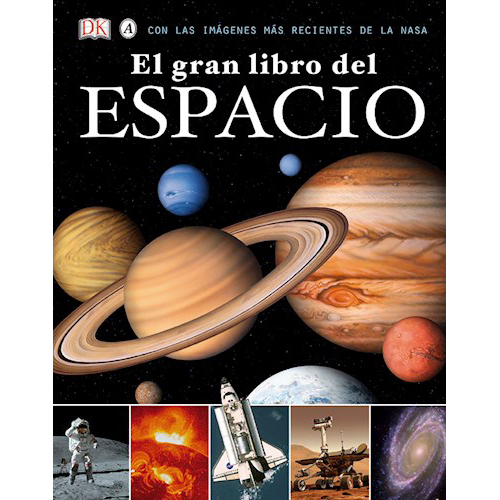 DK A CON LAS IMÁGENES MÁS RECIENTES DE LA NASA
El gran libro del
ESPACIO